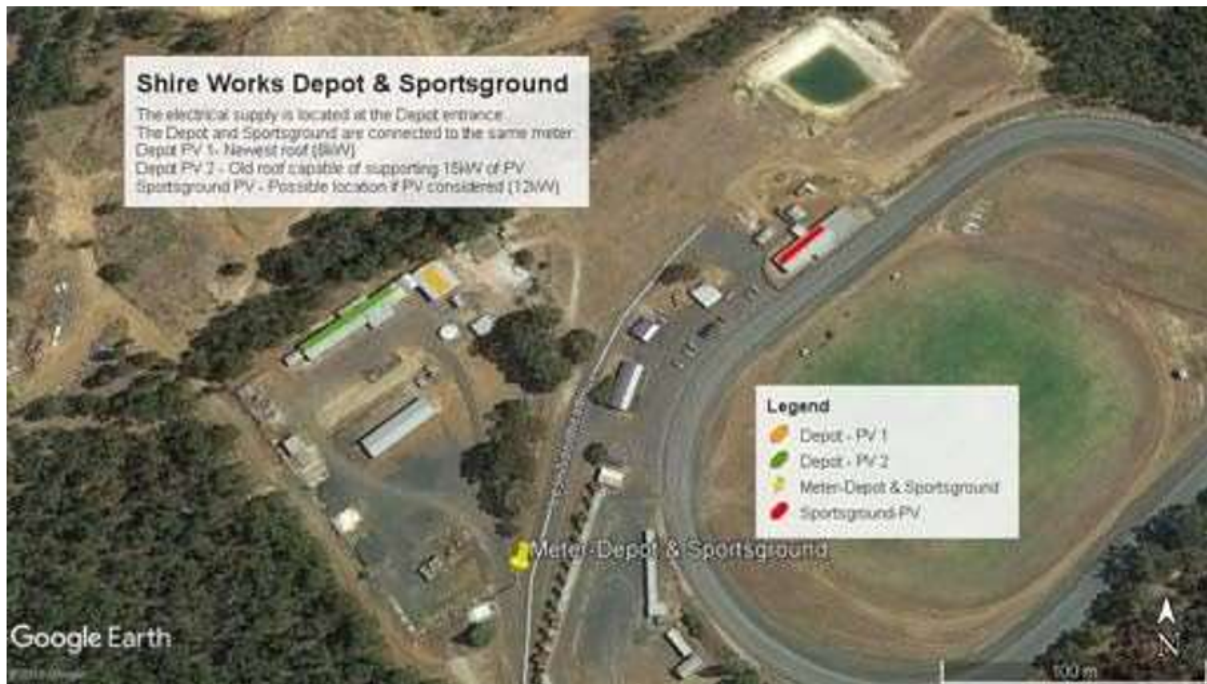 Shire Works Depot & Sportsground
The electrical supply is located at the Depot entrance.
The Depot and Sportsground are connected to the same meter.
Depot PV 1- Newest roof (6kW)
Depot PV 2 - Old roof capable of supporting 15kW of PV
Sportsground PV - Possible location if PV considered (12kW)
Legend
Depot - PV 1
Depot - PV 2
Meter-Depot & Sportsground
Sportsground-PV
Meter-Depot & Sportsground
Google Earth
N
100 m